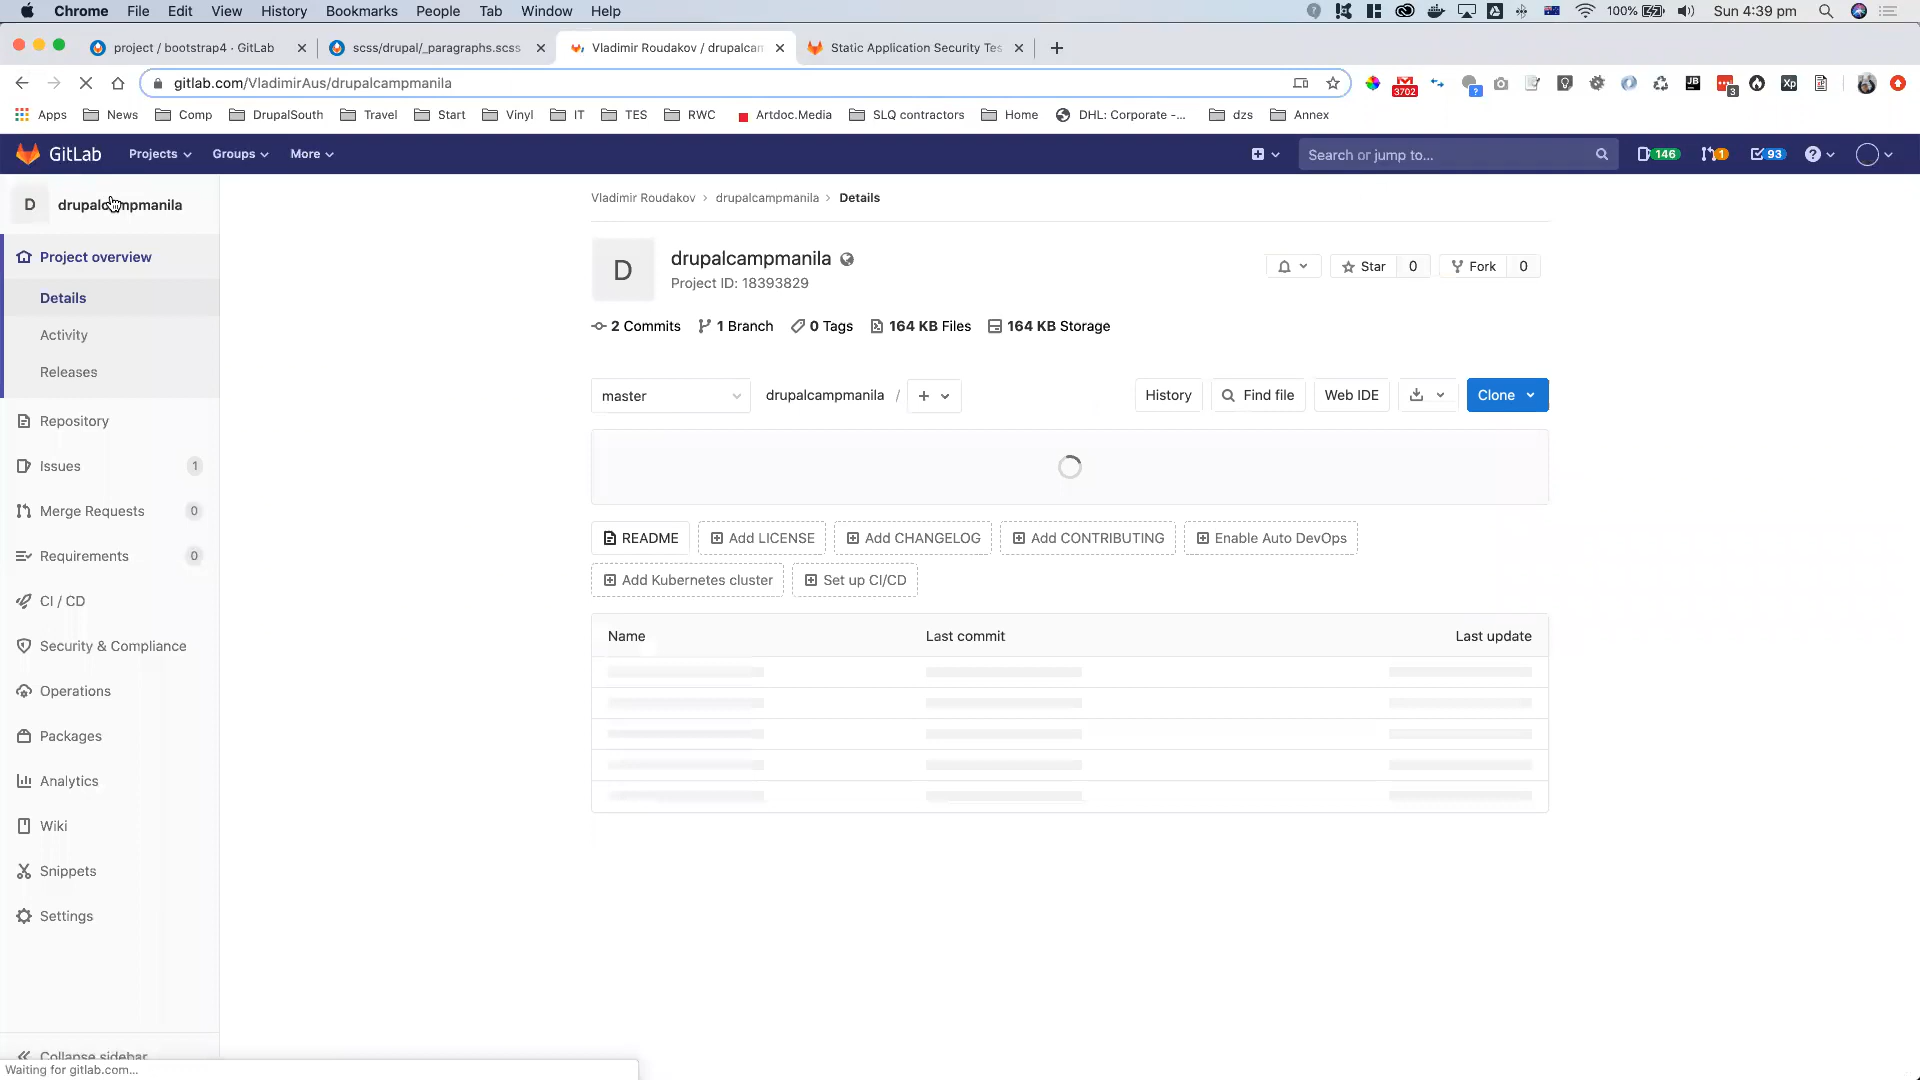 Chrome File Edit View History Bookmarks People Tab Window Help 100% Sun 4:39 pm
project / bootstrap4 · GitLab scss/drupal/_paragraphs.scss Vladimir Roudakov / drupalcam Static Application Security Tes
gitlab.com/VladimirAus/drupalcampmanila 3702 ? JB 3 Xp
Apps News Comp DrupalSouth Travel Start Vinyl IT TES RWC Artdoc.Media SLQ contractors Home DHL: Corporate -... dzs Annex
GitLab Projects Groups More Search or jump to... 146 1 93
D drupalcampmanila
Vladimir Roudakov › drupalcampmanila › Details
Project overview
Details
Activity
Releases
Repository
Issues 1
Merge Requests 0
Requirements 0
CI / CD
Security & Compliance
Operations
Packages
Analytics
Wiki
Snippets
Settings
Collapse sidebar
D
drupalcampmanila
Project ID: 18393829
Star 0 Fork 0
2 Commits 1 Branch 0 Tags 164 KB Files 164 KB Storage
master drupalcampmanila / + History Find file Web IDE Clone
README Add LICENSE Add CHANGELOG Add CONTRIBUTING Enable Auto DevOps
Add Kubernetes cluster Set up CI/CD
Name Last commit Last update
Waiting for gitlab.com...